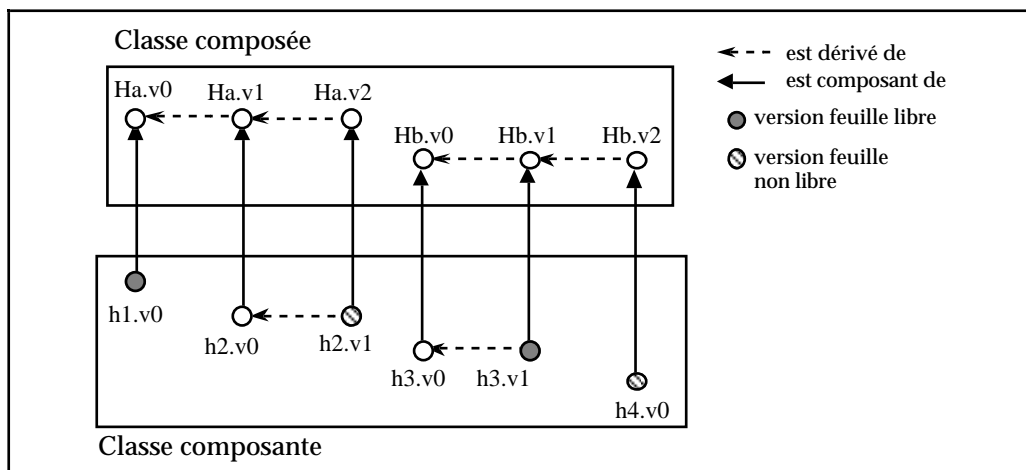 Classe composée
Ha.v0
Ha.v1
Ha.v2
Hb.v0
Hb.v1
Hb.v2
est dérivé de
est composant de
version feuille libre
version feuille
non libre
h1.v0
h2.v0
h2.v1
h3.v0
h3.v1
h4.v0
Classe composante